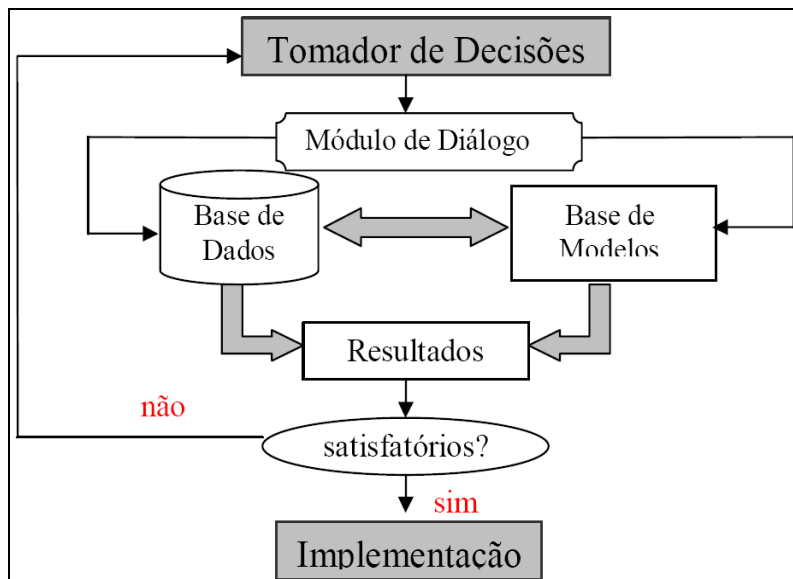 Tomador de Decisões
Módulo de Diálogo
Base de
Dados
Base de
Modelos
Resultados
não
satisfatórios?
sim
Implementação